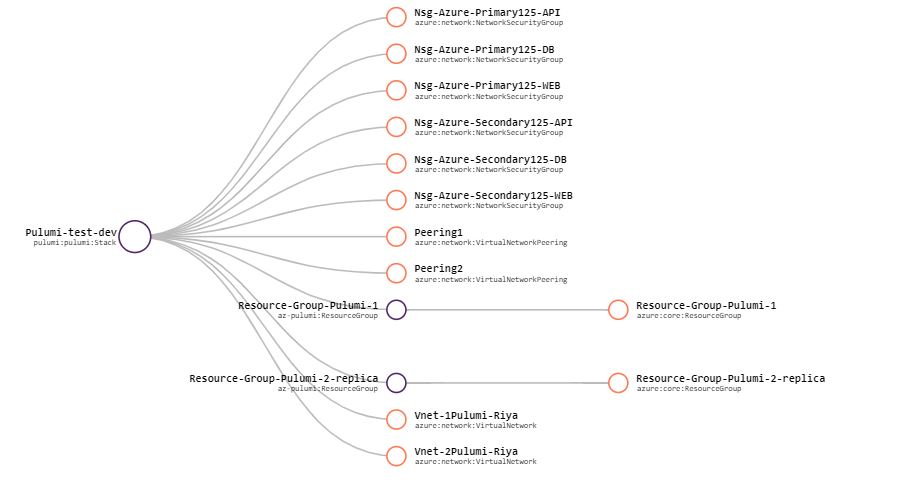 Nsg-Azure-Primary125-API
azure:network:NetworkSecurityGroup
Nsg-Azure-Primary125-DB
azure:network:NetworkSecurityGroup
Nsg-Azure-Primary125-WEB
azure:network:NetworkSecurityGroup
Nsg-Azure-Secondary125-API
azure:network:NetworkSecurityGroup
Nsg-Azure-Secondary125-DB
azure:network:NetworkSecurityGroup
Nsg-Azure-Secondary125-WEB
azure:network:NetworkSecurityGroup
Pulumi-test-dev
pulumi:pulumi:Stack
Peering1
azure:network:VirtualNetworkPeering
Peering2
azure:network:VirtualNetworkPeering
Resource-Group-Pulumi-1
az-pulumi:ResourceGroup
Resource-Group-Pulumi-1
azure:core:ResourceGroup
Resource-Group-Pulumi-2-replica
az-pulumi:ResourceGroup
Resource-Group-Pulumi-2-replica
azure:core:ResourceGroup
Vnet-1Pulumi-Riya
azure:network:VirtualNetwork
Vnet-2Pulumi-Riya
azure:network:VirtualNetwork